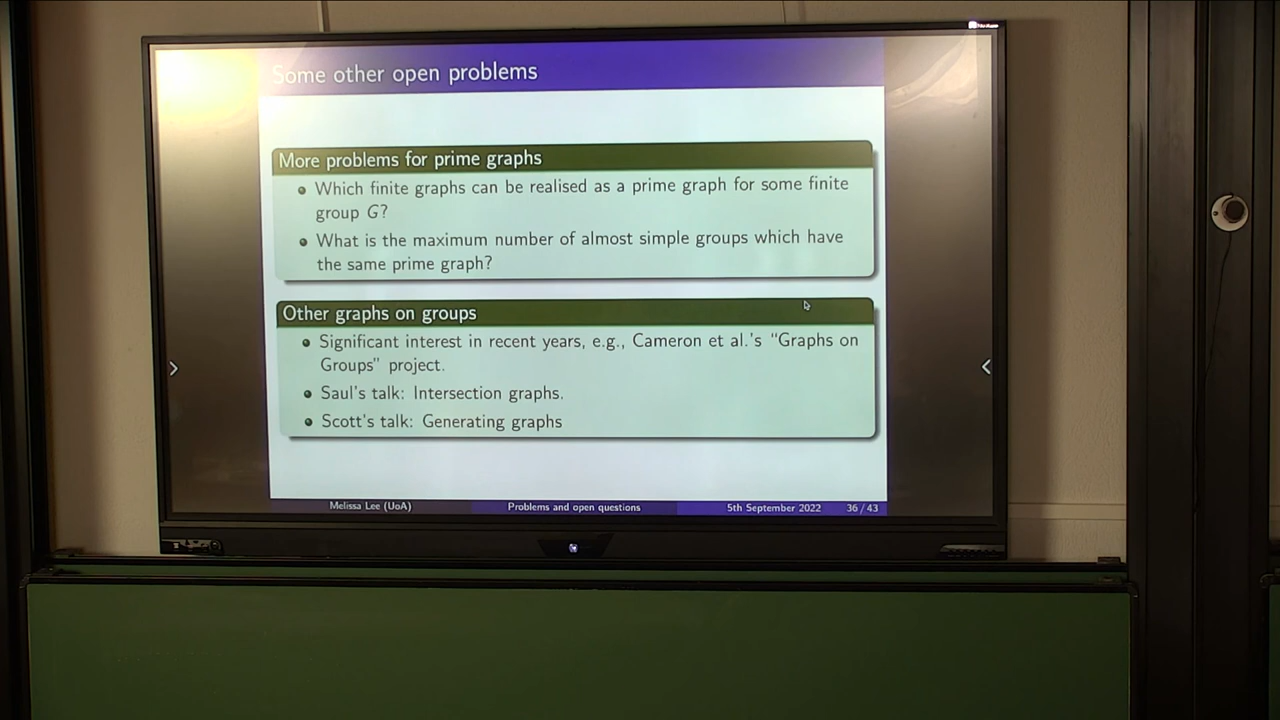 Some other open problems
More problems for prime graphs
Which finite graphs can be realised as a prime graph for some finite
group G?
What is the maximum number of almost simple groups which have
the same prime graph?
Other graphs on groups
Significant interest in recent years, e.g., Cameron et al.'s "Graphs on
Groups" project.
Saul's talk: Intersection graphs.
Scott's talk: Generating graphs
Melissa Lee (UoA) Problems and open questions 5th September 2022 36 / 43